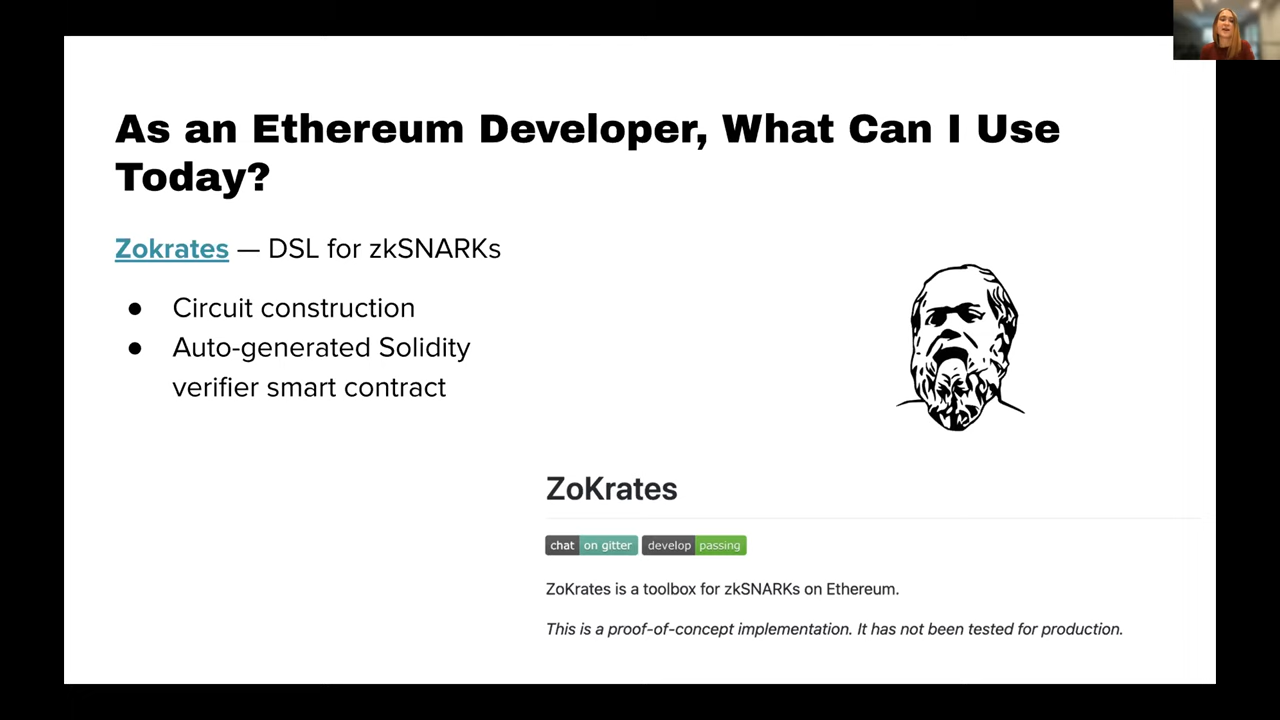 As an Ethereum Developer, What Can I Use
Today?
Zokrates — DSL for zkSNARKs
● Circuit construction
● Auto-generated Solidity
verifier smart contract
ZoKrates
chat on gitter develop passing
ZoKrates is a toolbox for zkSNARKs on Ethereum.
This is a proof-of-concept implementation. It has not been tested for production.